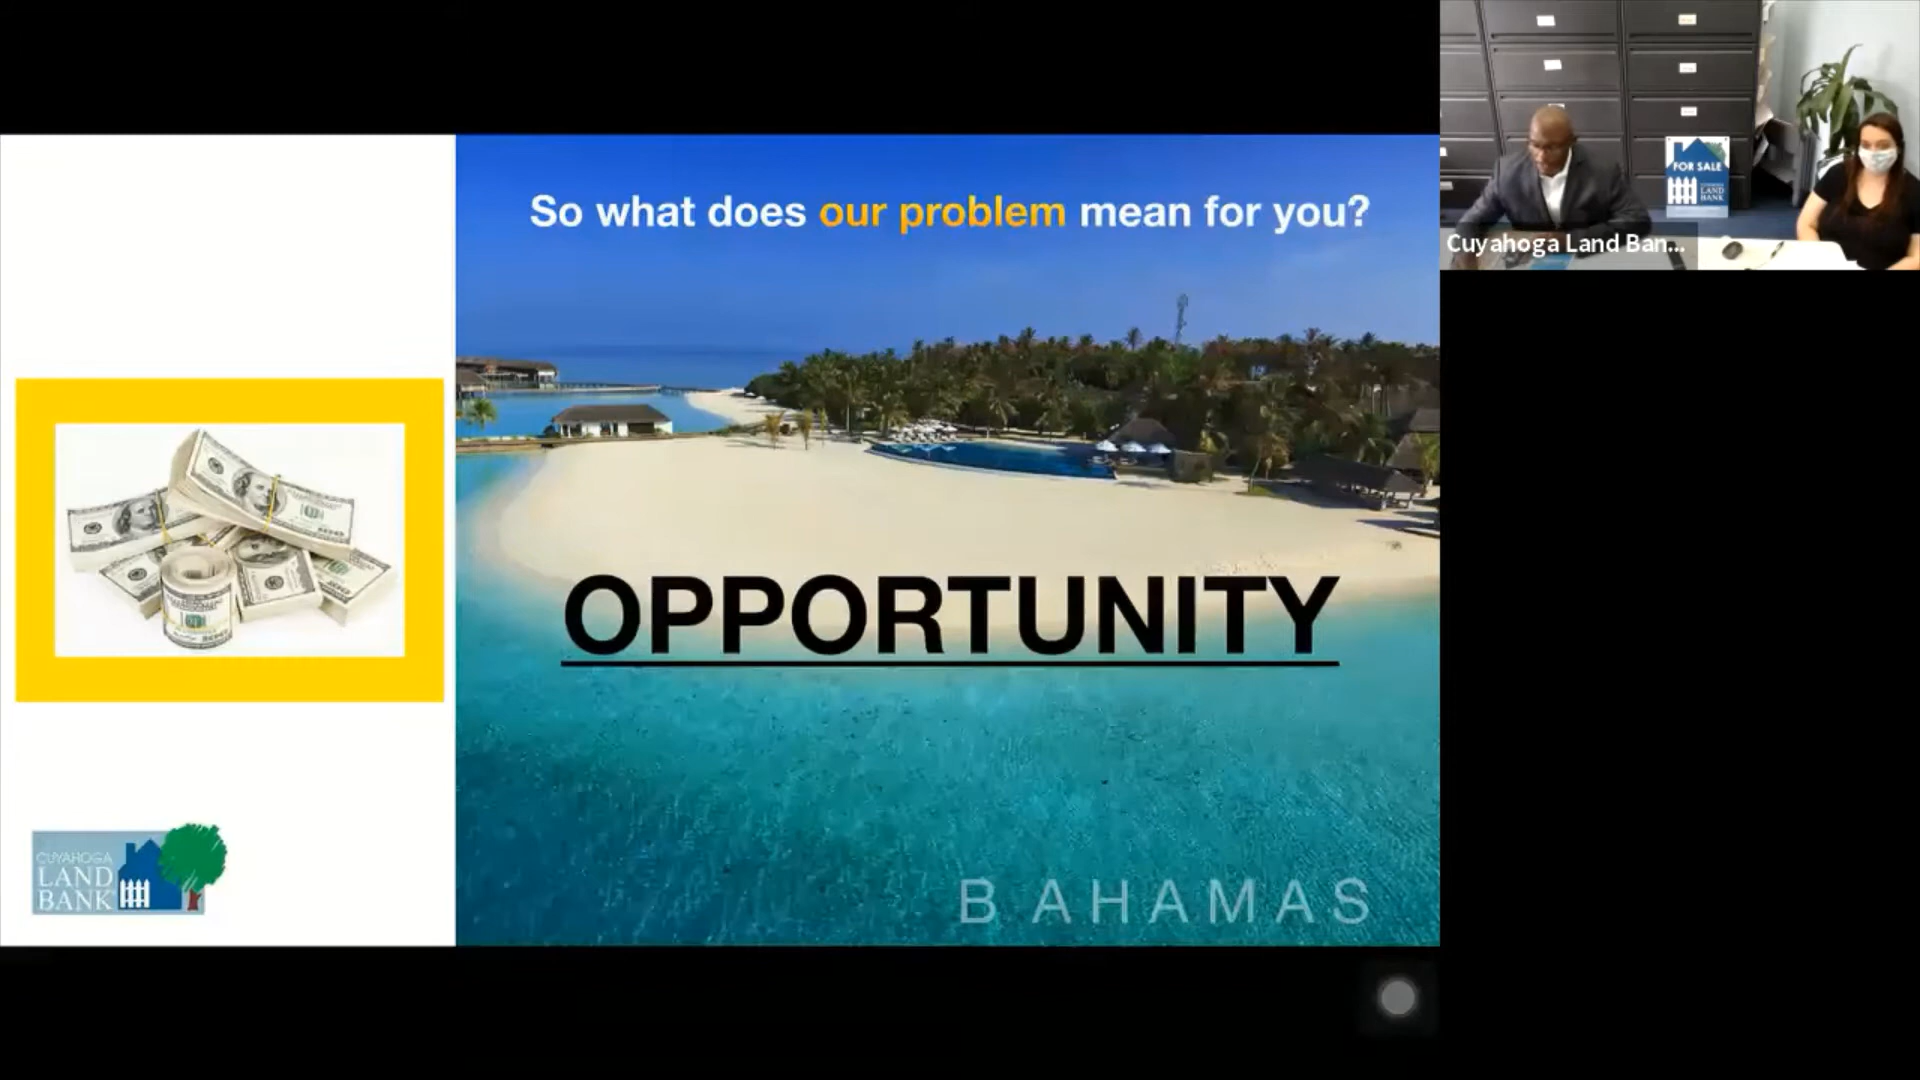 So what does our problem mean for you?
OPPORTUNITY
BAHAMAS
CUYAHOGA
LAND
BANK
FOR SALE
LAND
BANK
Cuyahoga Land Ban...